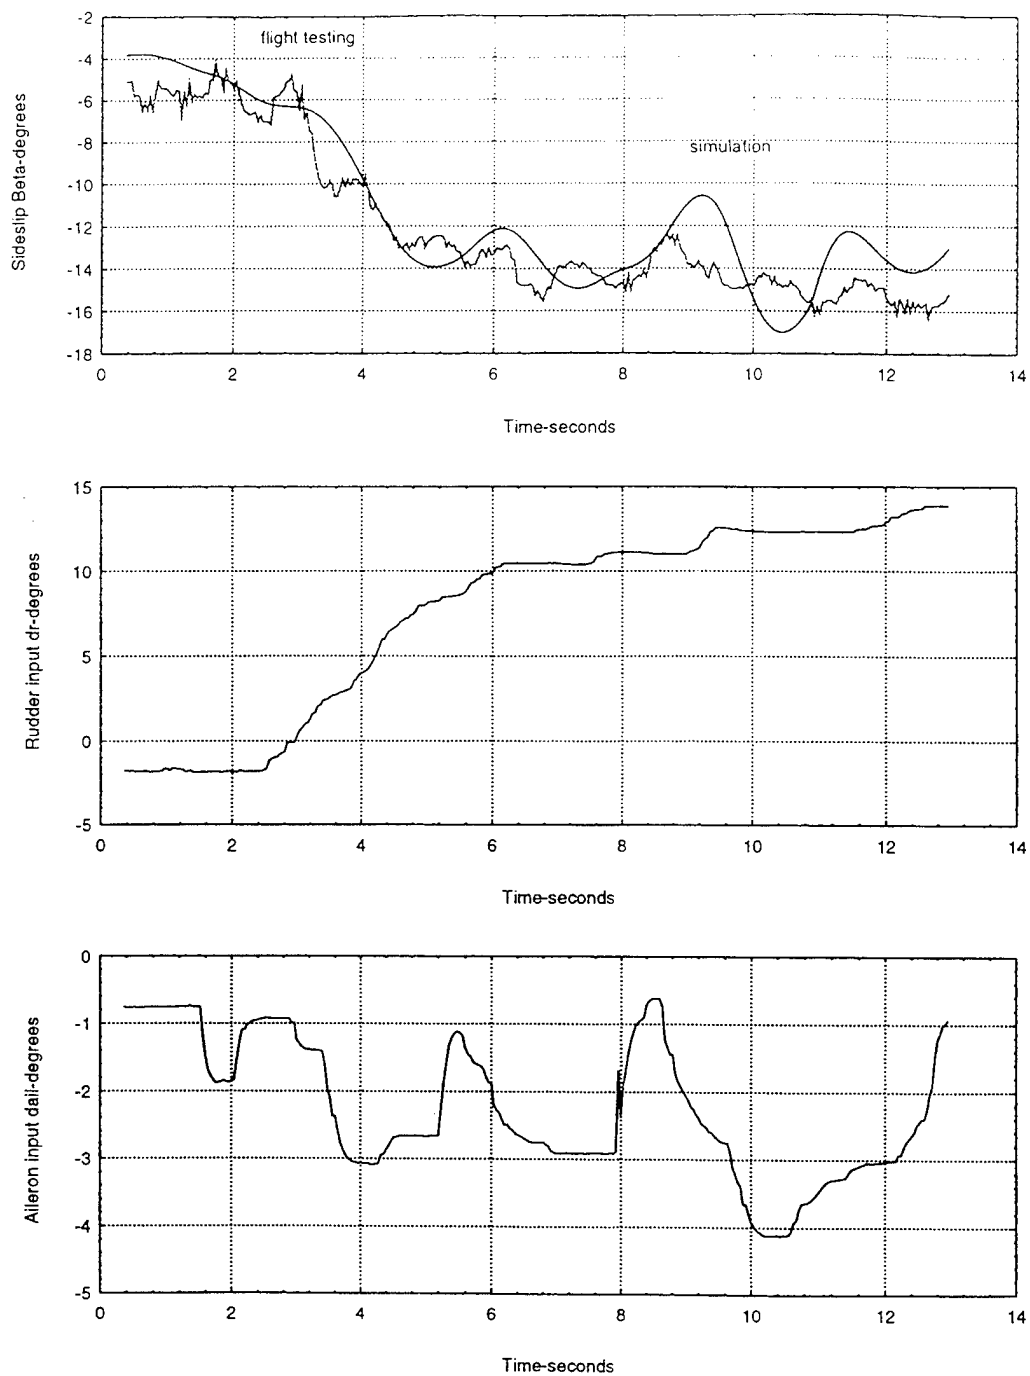 -2
flight testing
-4
-6
-8
simulation
-10
-12
-14
-16
-18
Sideslip Beta-degrees
0 2 4 6 8 10 12 14
Time-seconds
15
10
5
0
-5
Rudder input dr-degrees
0 2 4 6 8 10 12 14
Time-seconds
0
-1
-2
-3
-4
-5
Aileron input dail-degrees
0 2 4 6 8 10 12 14
Time-seconds